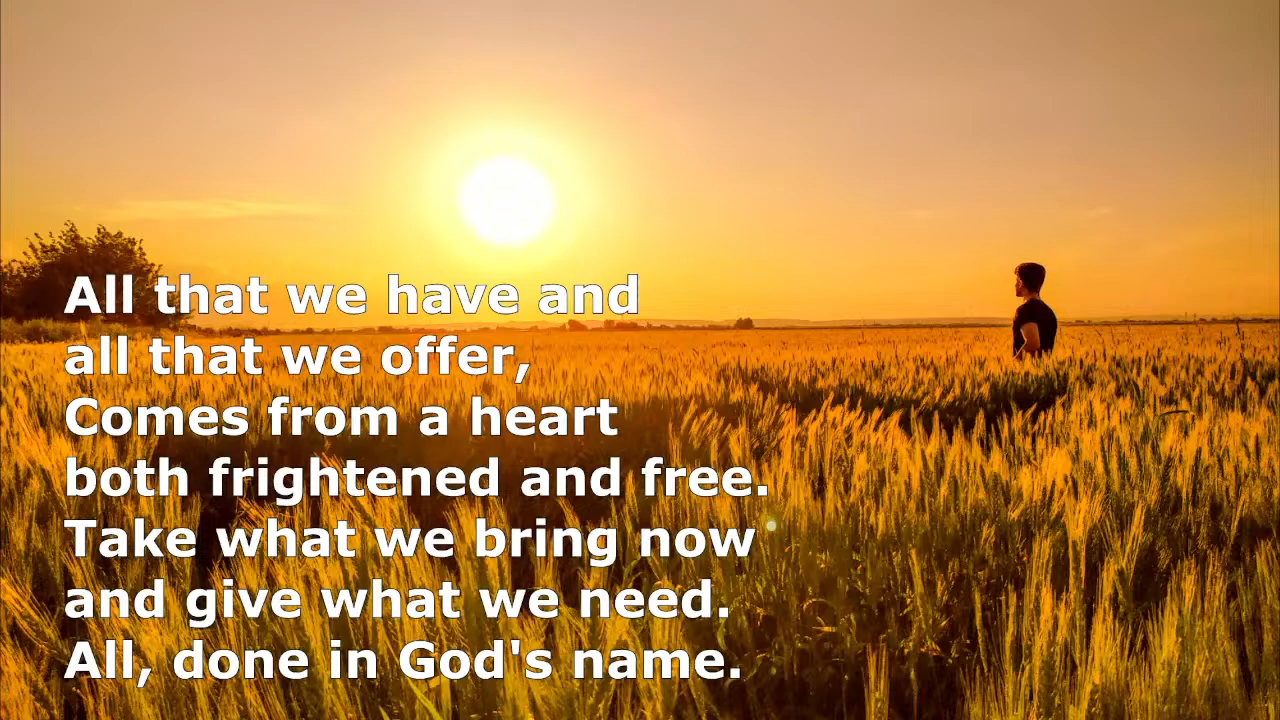 All that we have and
all that we offer,
Comes from a heart
both frightened and free.
Take what we bring now
and give what we need.
All, done in God's name.